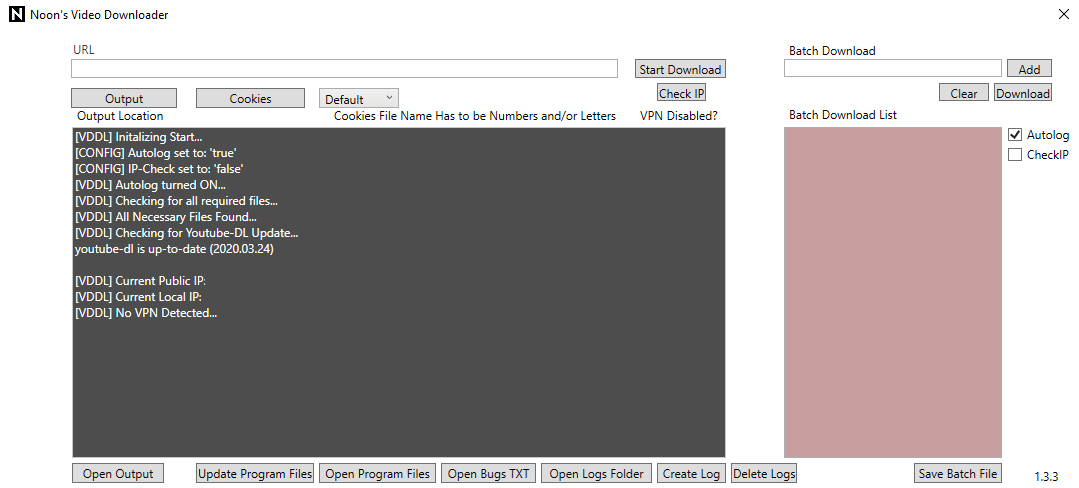 N Noon's Video Downloader
URL
Batch Download
Start Download
Add
Output
Cookies
Default
Check IP
Clear
Download
Output Location
Cookies File Name Has to be Numbers and/or Letters
VPN Disabled?
Batch Download List
[VDDL] Initalizing Start...
[CONFIG] Autolog set to: 'true'
[CONFIG] IP-Check set to: 'false'
[VDDL] Autolog turned ON...
[VDDL] Checking for all required files...
[VDDL] All Necessary Files Found...
[VDDL] Checking for Youtube-DL Update...
youtube-dl is up-to-date (2020.03.24)
[VDDL] Current Public IP:
[VDDL] Current Local IP:
[VDDL] No VPN Detected...
Autolog
CheckIP
Open Output
Update Program Files
Open Program Files
Open Bugs TXT
Open Logs Folder
Create Log
Delete Logs
Save Batch File
1.3.3